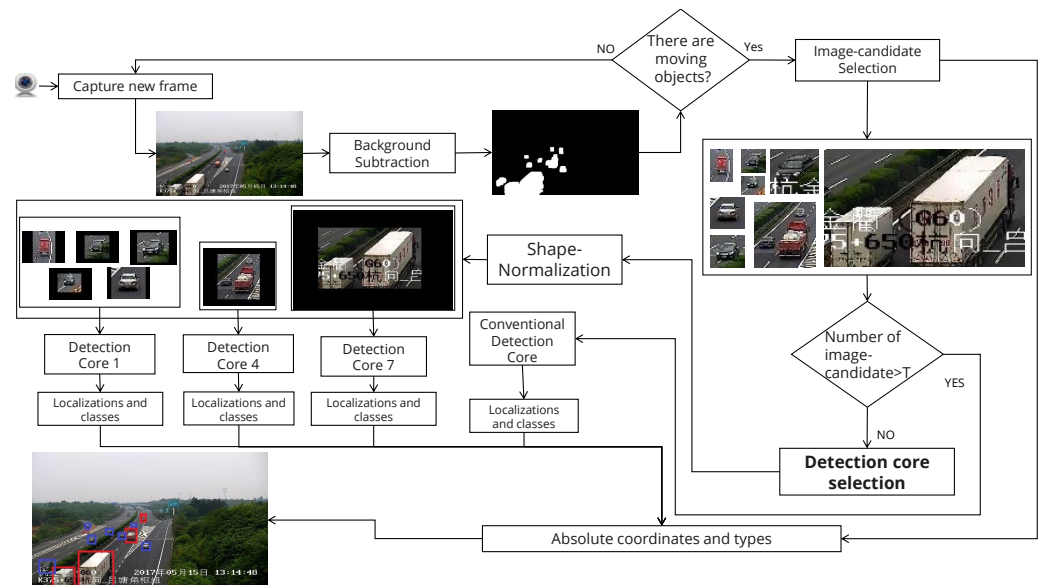 There are
moving
objects?
NO
Yes
Image-candidate
Selection
Capture new frame
Background
Subtraction
2017年05月15日 13:14:48
Shape-
Normalization
G60
650
G60
650
Number of
image-
candidate>T
YES
NO
Detection core
selection
Conventional
Detection
Core
Detection
Core 1
Detection
Core 4
Detection
Core 7
Localizations and
classes
Localizations and
classes
Localizations and
classes
Localizations
and classes
Absolute coordinates and types
2017年05月15日 13:14:48